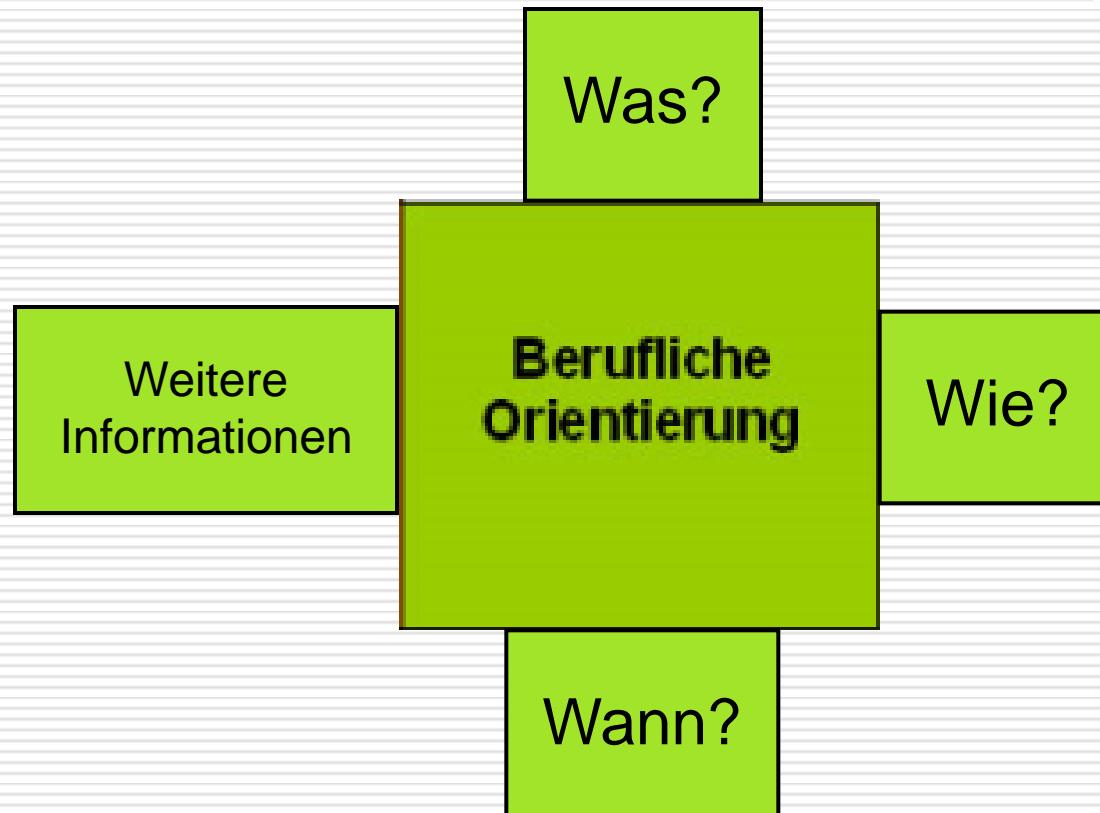 Was?
Weitere
Informationen
Berufliche
Orientierung
Wie?
Wann?